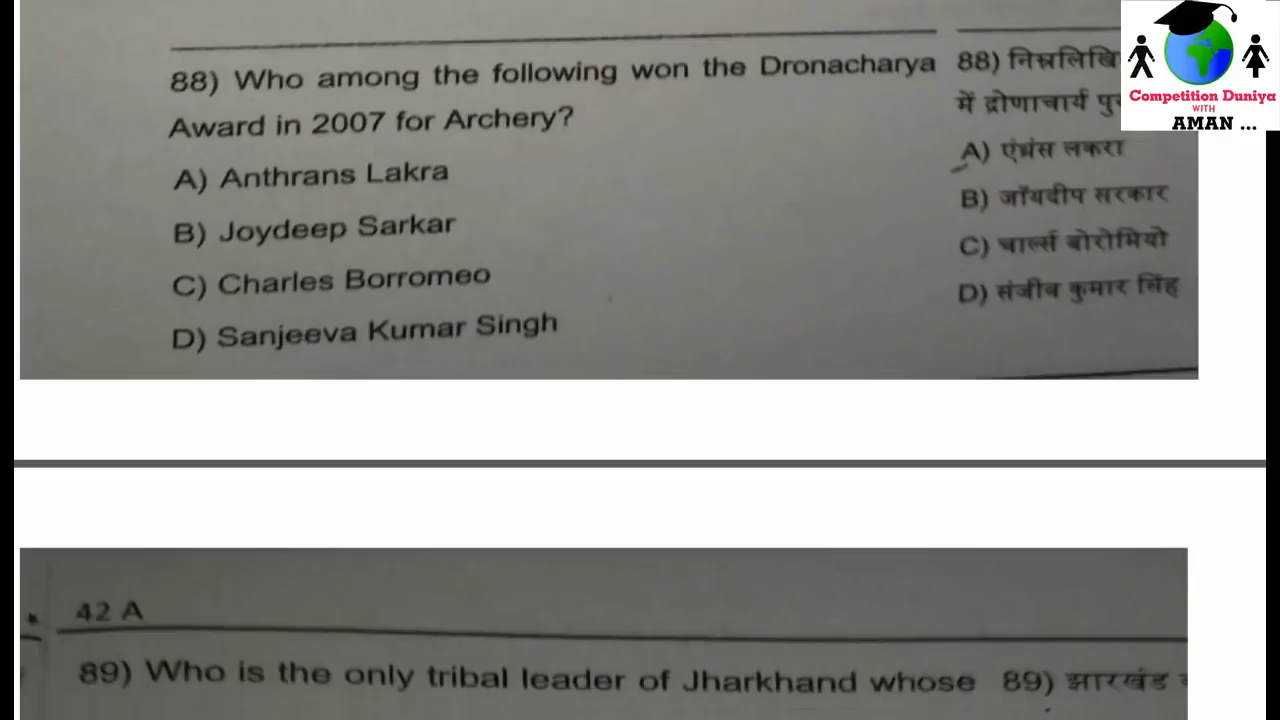 88) Who among the following won the Dronacharya
Award in 2007 for Archery?
A) Anthrans Lakra
B) Joydeep Sarkar
C) Charles Borromeo
D) Sanjeeva Kumar Singh
88)
में द्रोणाचार्य
A) एंथ्रंस लकरा
B) जॉयदीप सरकार
C) चार्ल्स बोरोमियो
D) संजीव कुमार सिंह
Competition Duniya
WITH
AMAN ...
42 A
89) Who is the only tribal leader of Jharkhand whose
89) झारखंड